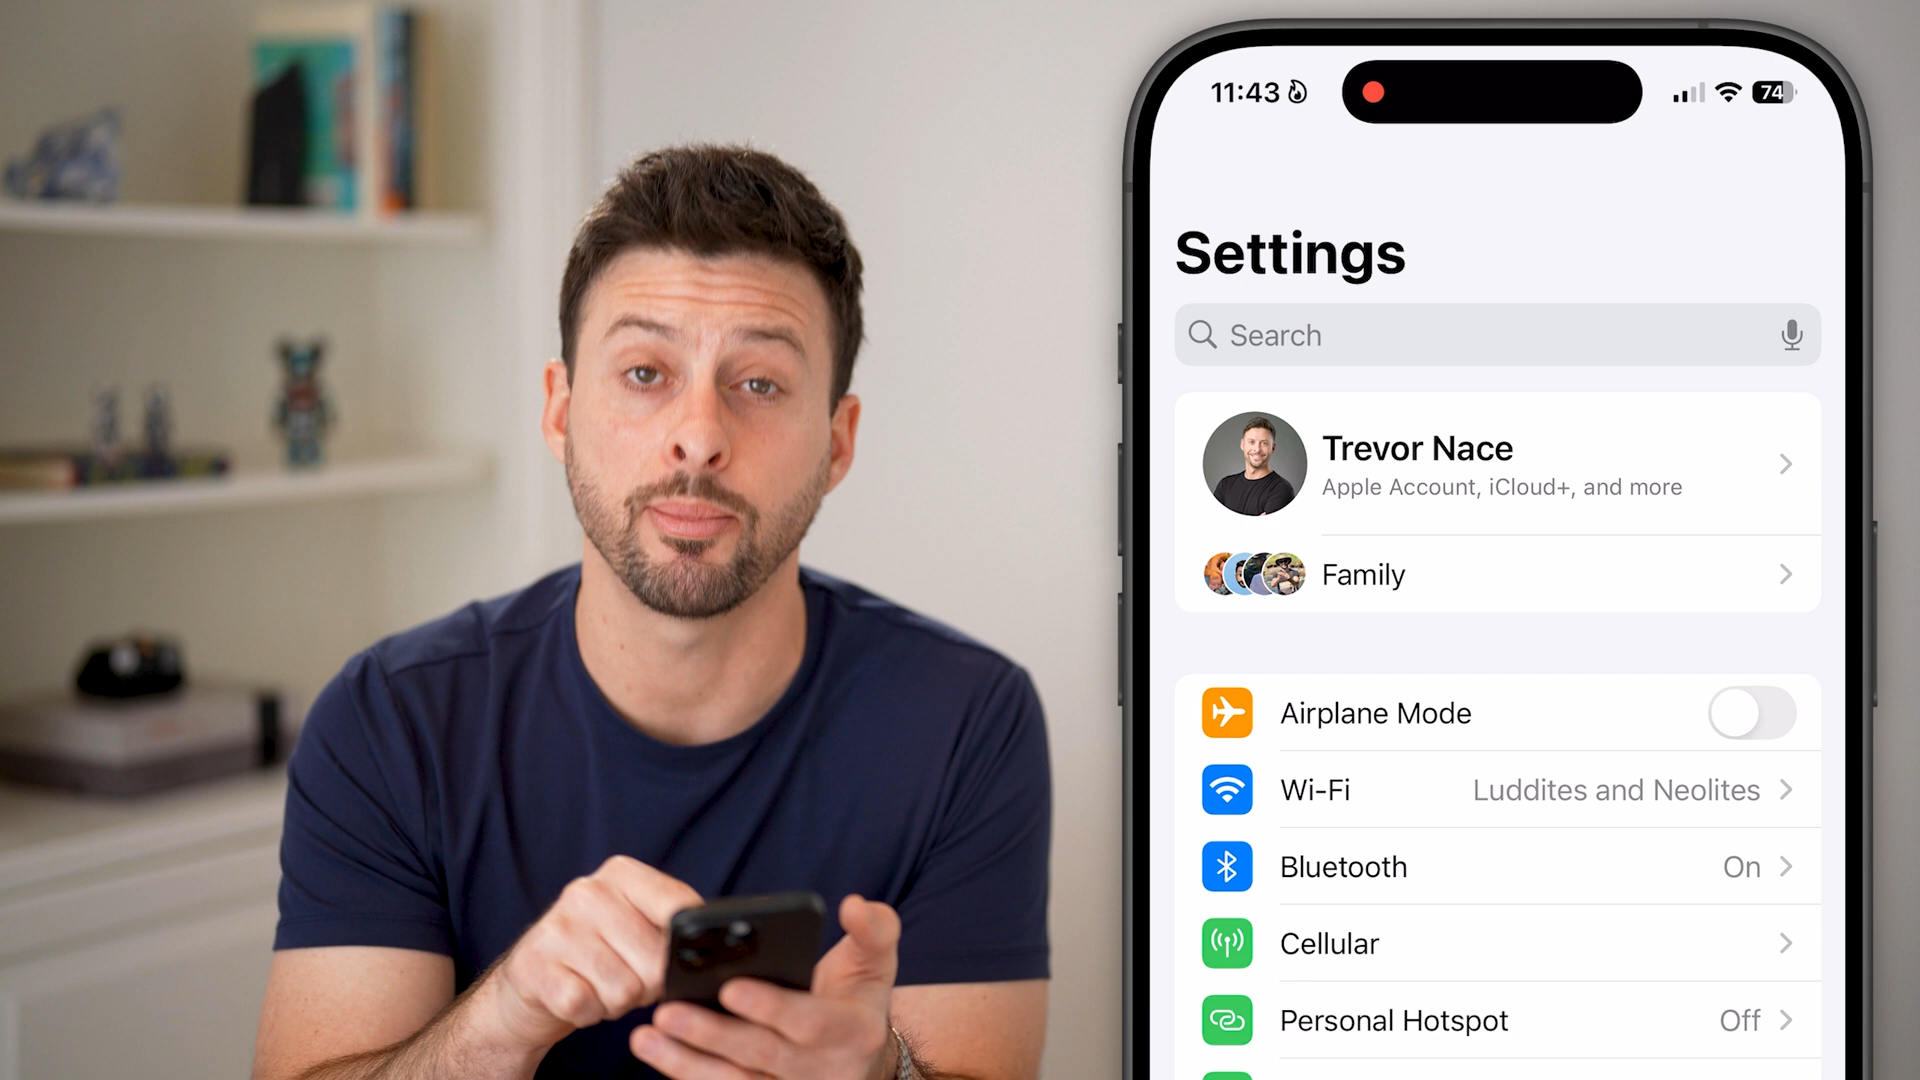 11:43
74
Settings
Search
Trevor Nace
Apple Account, iCloud+, and more
Family
Airplane Mode
Wi-Fi Luddites and Neolites
Bluetooth On
Cellular
Personal Hotspot Off